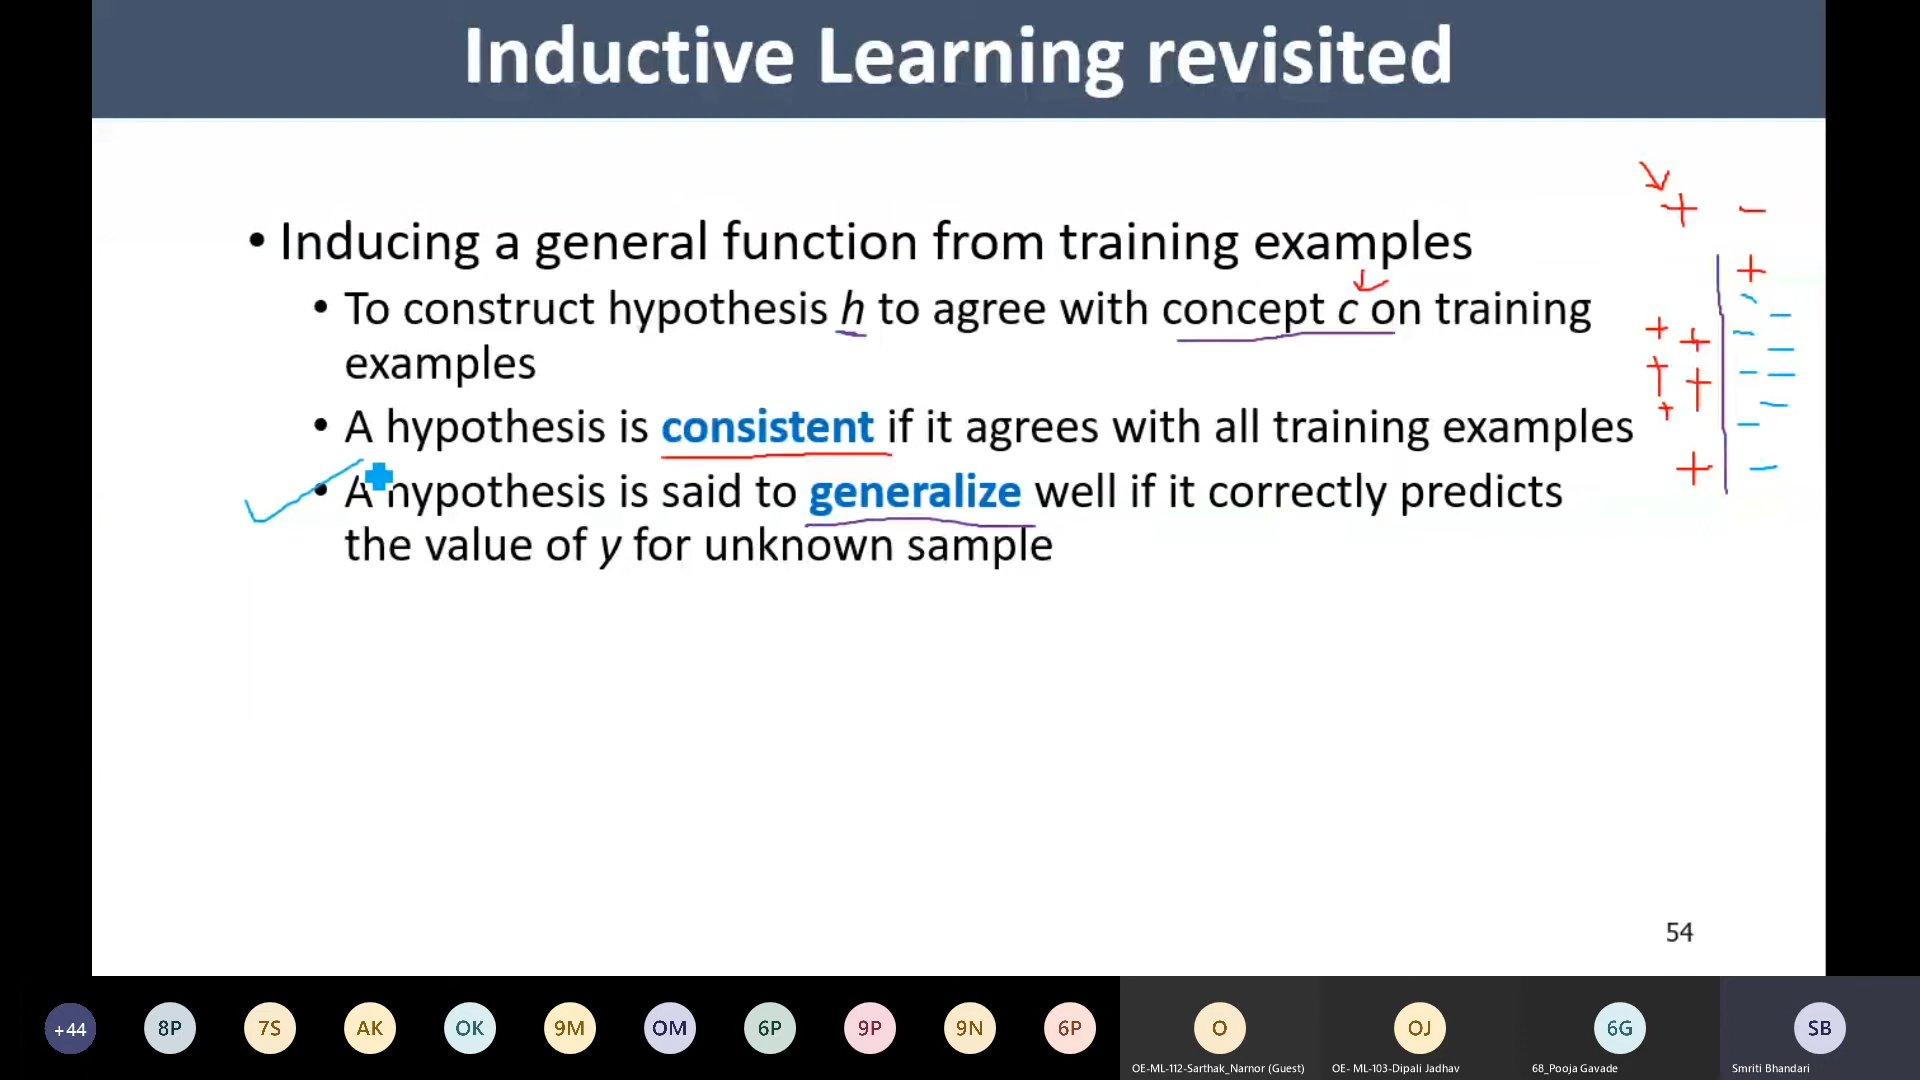 Inductive Learning revisited
• Inducing a general function from training examples
• To construct hypothesis h to agree with concept c on training
examples
• A hypothesis is consistent if it agrees with all training examples
• A hypothesis is said to generalize well if it correctly predicts
the value of y for unknown sample
54
+44
8P
7S
AK
OK
9M
OM
6P
9P
9N
6P
O
OJ
6G
SB
OE-ML-112-Sarthak_Narnor (Guest)
OE- ML-103-Dipali Jadhav
68_Pooja Gavade
Smriti Bhandari